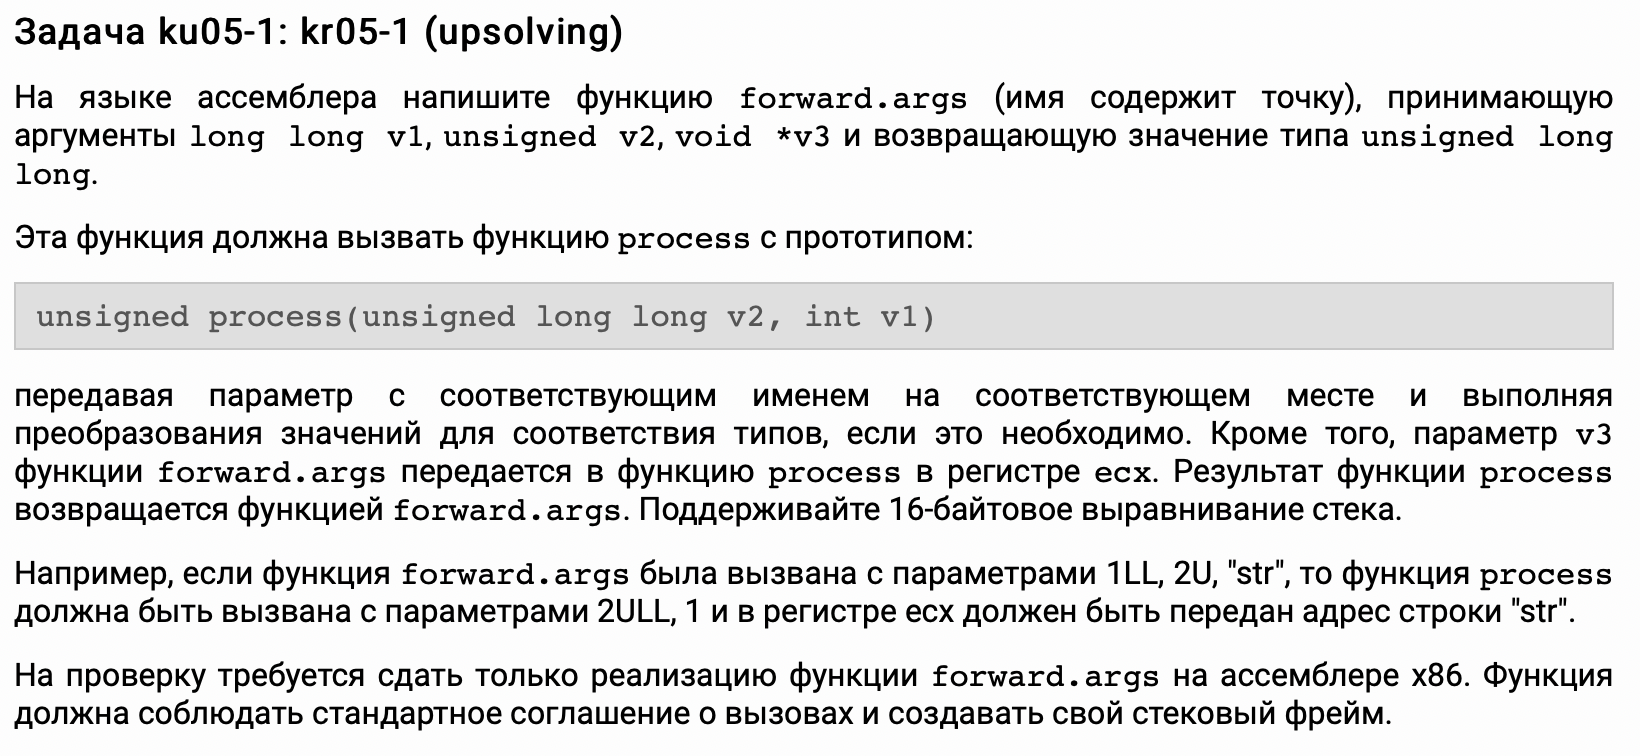 Задача ku05-1: kr05-1 (upsolving)
На языке ассемблера напишите функцию forward.args (имя содержит точку), принимающую
аргументы long long v1, unsigned v2, void *v3 и возвращающую значение типа unsigned long
long.
Эта функция должна вызвать функцию process с прототипом:
unsigned process(unsigned long long v2, int v1)
передавая параметр с соответствующим именем на соответствующем месте и выполняя
преобразования значений для соответствия типов, если это необходимо. Кроме того, параметр v3
функции forward.args передается в функцию process в регистре ecx. Результат функции process
возвращается функцией forward.args. Поддерживайте 16-байтовое выравнивание стека.
Например, если функция forward.args была вызвана с параметрами 1LL, 2U, "str", то функция process
должна быть вызвана с параметрами 2ULL, 1 и в регистре ecx должен быть передан адрес строки "str".
На проверку требуется сдать только реализацию функции forward.args на ассемблере x86. Функция
должна соблюдать стандартное соглашение о вызовах и создавать свой стековый фрейм.